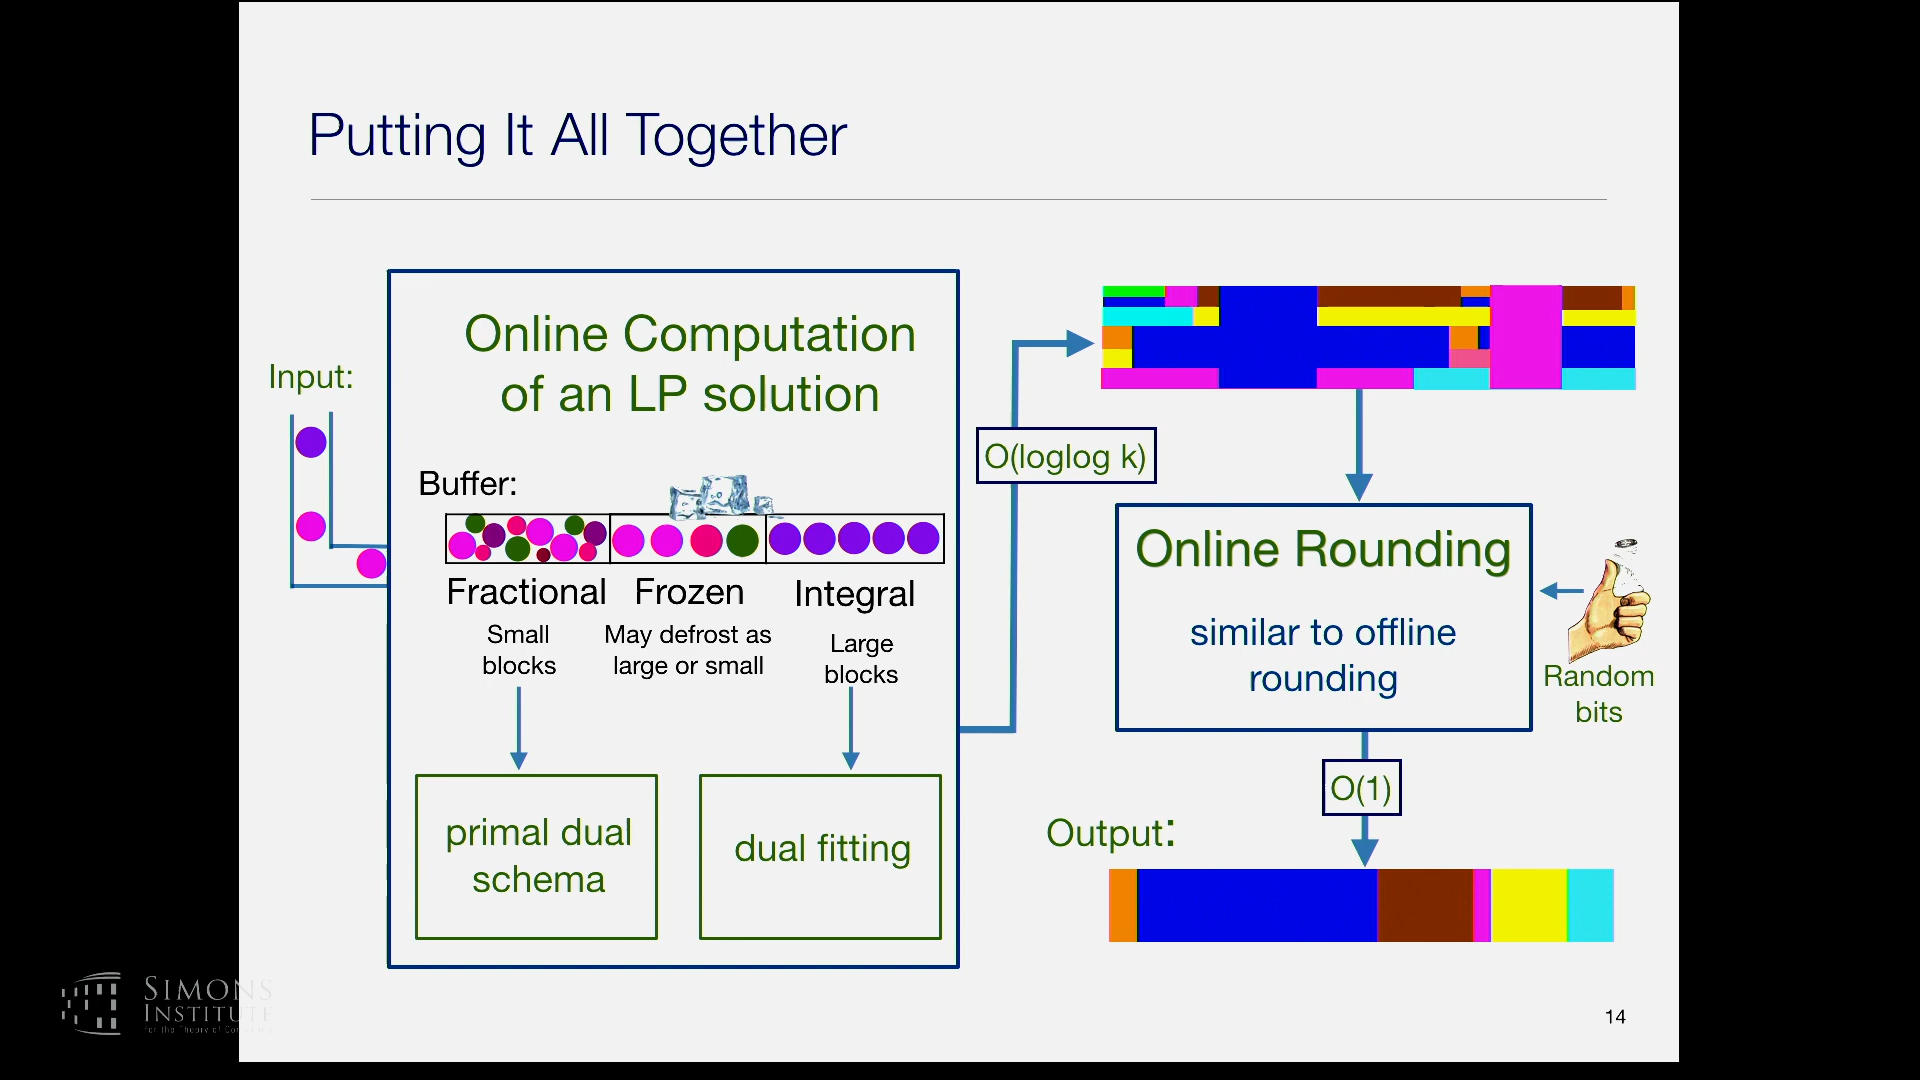 Putting It All Together
Input:
Online Computation
of an LP solution
Buffer:
Fractional
Frozen
Integral
Small
blocks
May defrost as
large or small
Large
blocks
primal dual
schema
dual fitting
O(loglog k)
Online Rounding
similar to offline
rounding
Random
bits
O(1)
Output:
14
SIMONS
INSTITUTE